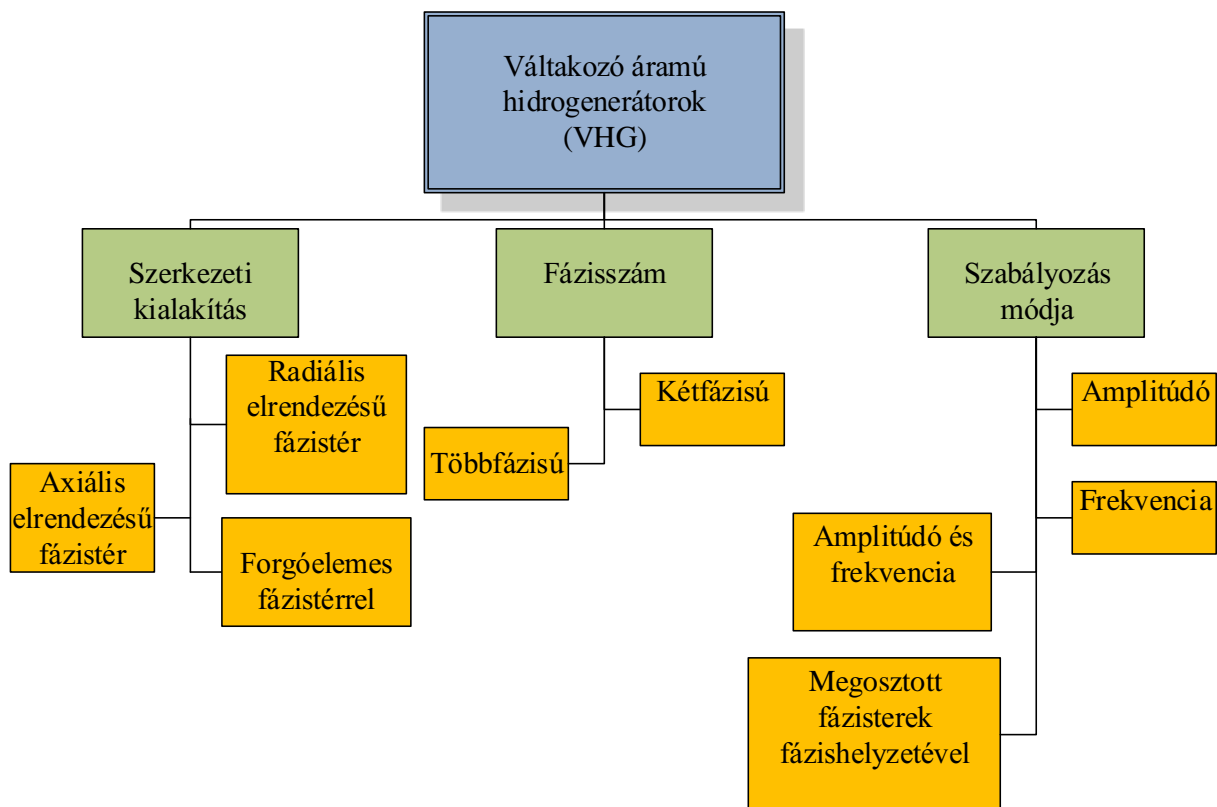 Váltakozó áramú
hidrogenerátorok
(VHG)
Szerkezeti
kialakítás
Fázisszám
Szabályozás
módja
Radiális
elrendezésű
fázistér
Axiális
elrendezésű
fázistér
Forgóelemes
fázistérrel
Kétfázisú
Többfázisú
Amplitúdó
Frekvencia
Amplitúdó és
frekvencia
Megosztott
fázisterek
fázishelyzetével